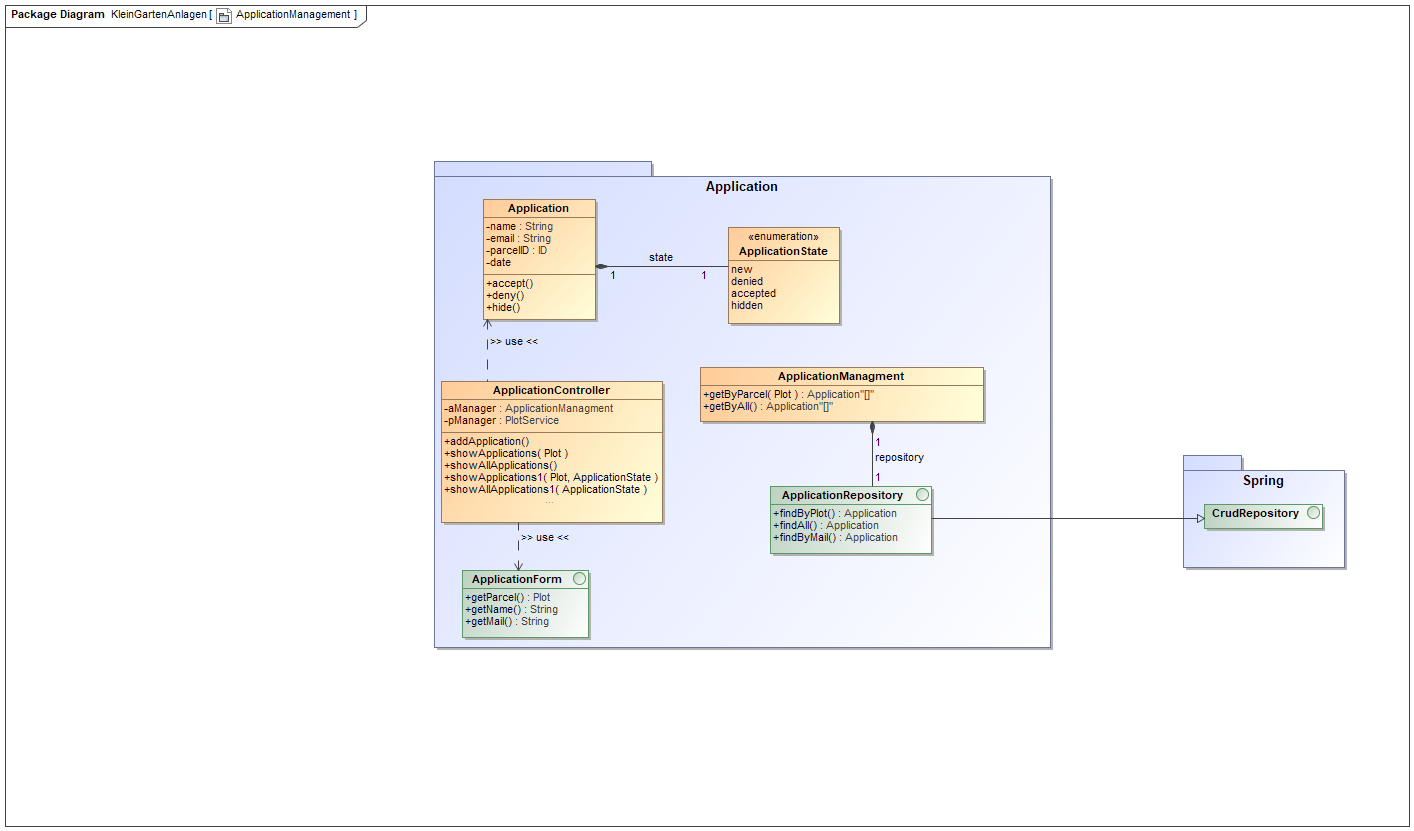 Package Diagram KleinGartenAnlagen [ ApplicationManagement ]
Application
Application
-name : String
-email : String
-parcelID : ID
-date
+accept()
+deny()
+hide()
state
1
1
«enumeration»
ApplicationState
new
denied
accepted
hidden
>> use <<
ApplicationController
-aManager : ApplicationManagment
-pManager : PlotService
+addApplication()
+showApplications( Plot )
+showAllApplications()
+showApplications1( Plot, ApplicationState )
+showAllApplications1( ApplicationState )
...
ApplicationManagment
+getByParcel( Plot ) : Application"[]"
+getByAll() : Application"[]"
1
repository
1
ApplicationRepository
+findByPlot() : Application
+findAll() : Application
+findByMail() : Application
Spring
CrudRepository
>> use <<
ApplicationForm
+getParcel() : Plot
+getName() : String
+getMail() : String